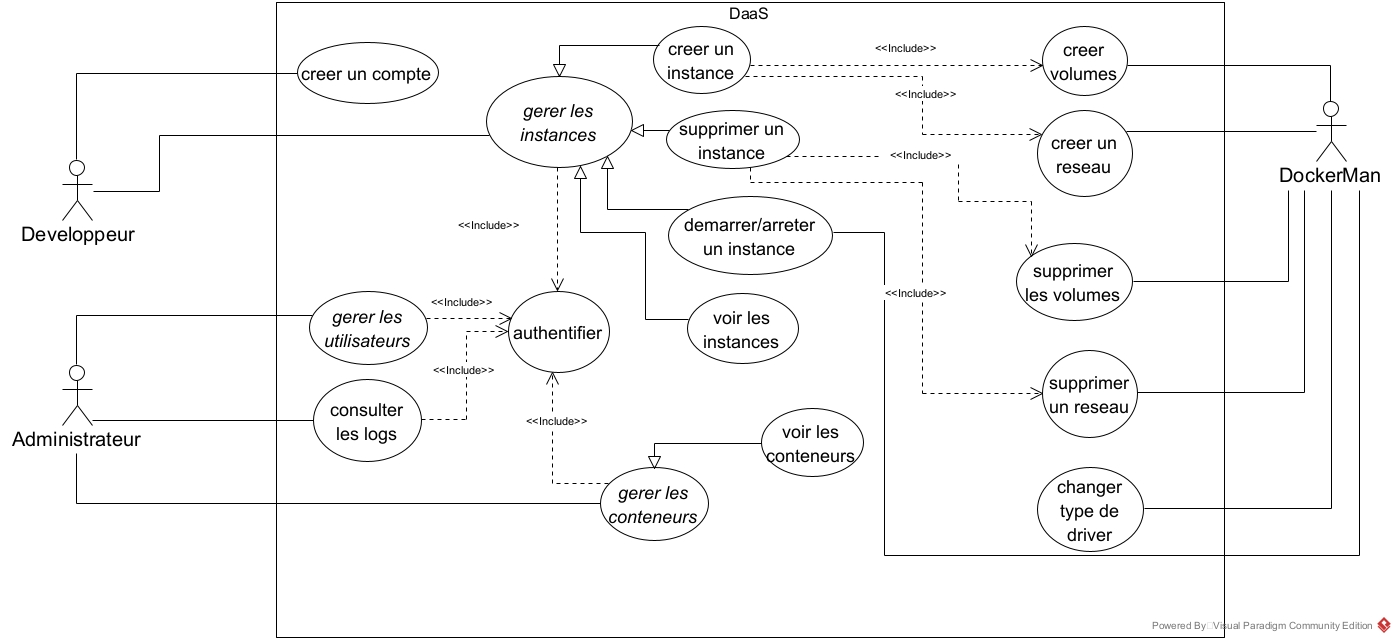 DaaS
creer un compte
creer un
instance
<<Include>>
creer
volumes
<<Include>>
gerer les
instances
supprimer un
instance
<<Include>>
creer un
reseau
DockerMan
Developpeur
<<Include>>
demarrer/arreter
un instance
supprimer
les volumes
<<Include>>
gerer les
utilisateurs
<<Include>>
authentifier
voir les
instances
<<Include>>
consulter
les logs
Administrateur
<<Include>>
supprimer
un reseau
voir les
conteneurs
gerer les
conteneurs
changer
type de
driver
Powered By Visual Paradigm Community Edition